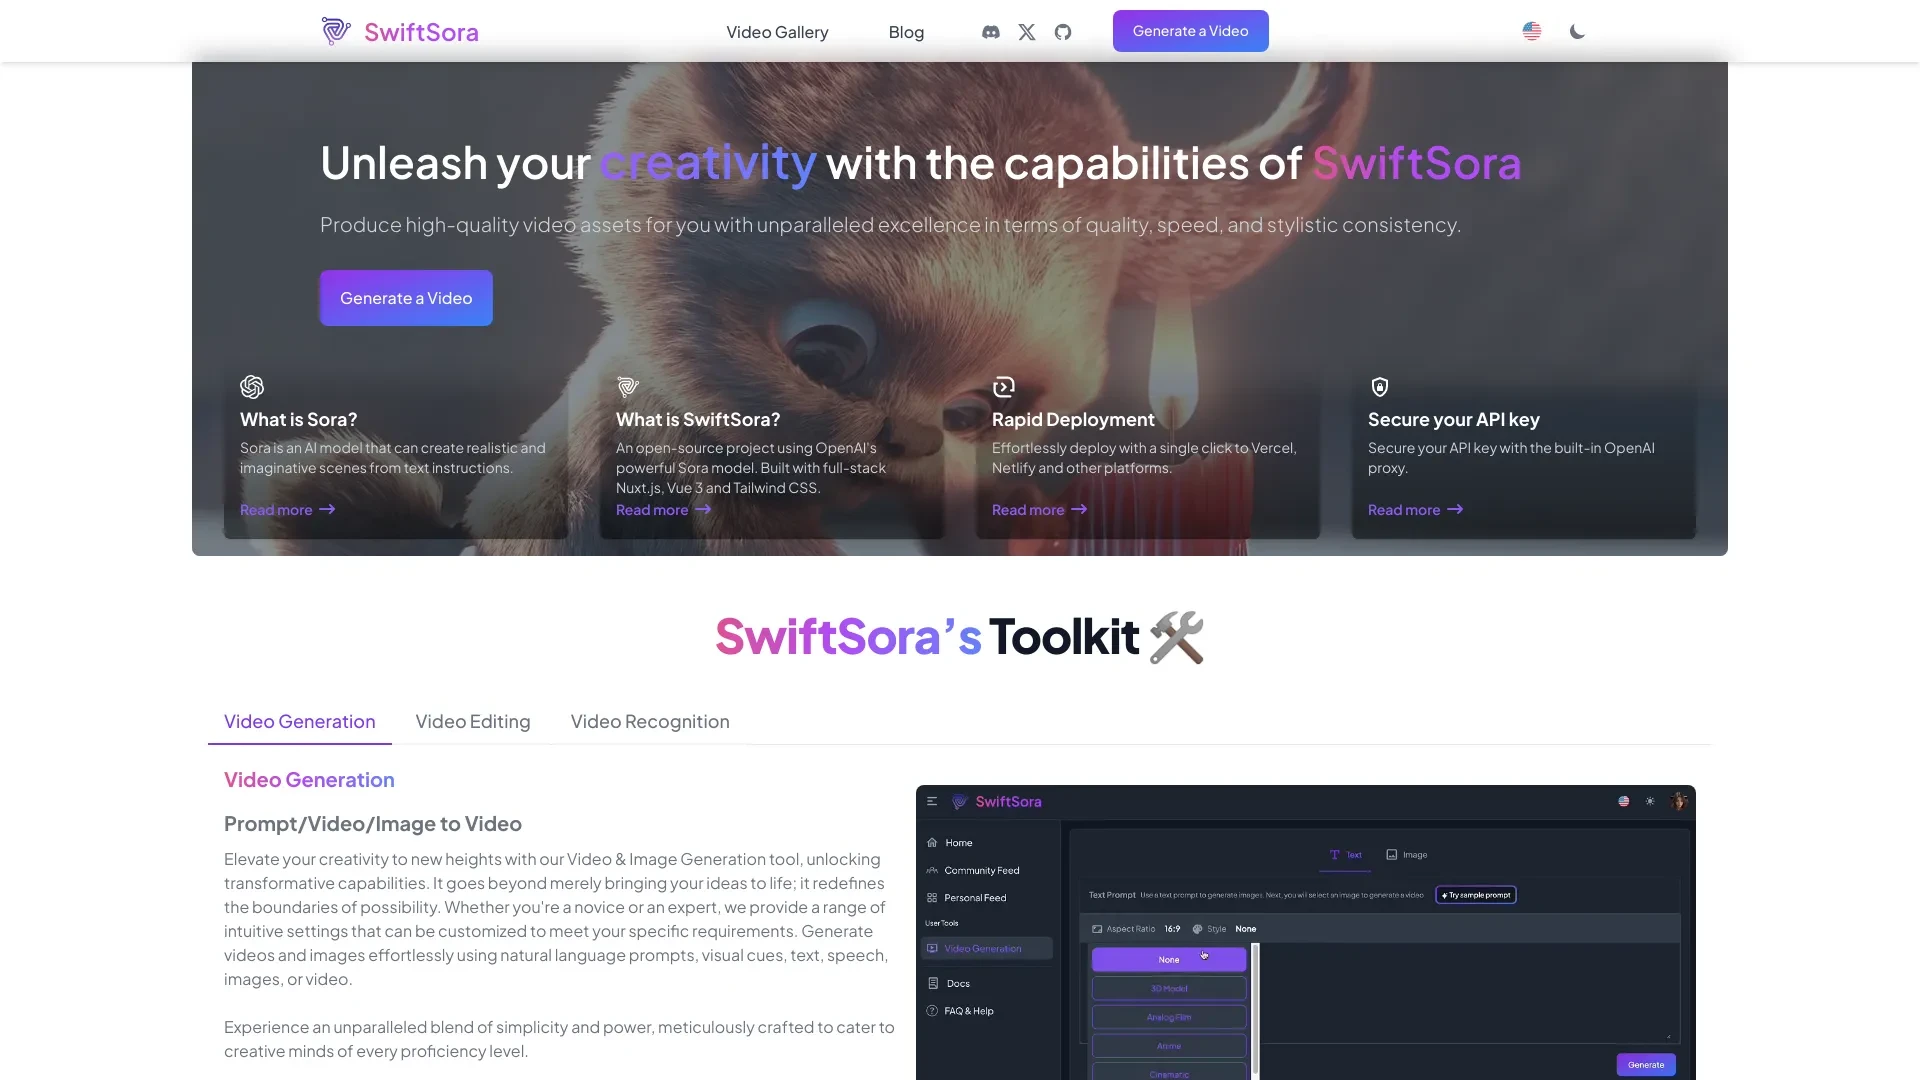 SwiftSora
Video Gallery
Blog
Generate a Video
Unleash your creativity with the capabilities of SwiftSora
Produce high-quality video assets for you with unparalleled excellence in terms of quality, speed, and stylistic consistency.
Generate a Video
What is Sora?
Sora is an AI model that can create realistic and
imaginative scenes from text instructions.
Read more
What is SwiftSora?
An open-source project using OpenAI's
powerful Sora model. Built with full-stack
Nuxt.js, Vue 3 and Tailwind CSS.
Read more
Rapid Deployment
Effortlessly deploy with a single click to Vercel,
Netlify and other platforms.
Read more
Secure your API key
Secure your API key with the built-in OpenAI
proxy.
Read more
SwiftSora's Toolkit
Video Generation
Video Editing
Video Recognition
Video Generation
Prompt/Video/Image to Video
Elevate your creativity to new heights with our Video & Image Generation tool, unlocking
transformative capabilities. It goes beyond merely bringing your ideas to life; it redefines
the boundaries of possibility. Whether you're a novice or an expert, we provide a range of
intuitive settings that can be customized to meet your specific requirements. Generate
videos and images effortlessly using natural language prompts, visual cues, text, speech,
images, or video.
Experience an unparalleled blend of simplicity and power, meticulously crafted to cater to
creative minds of every proficiency level.
SwiftSora
Home
Community Feed
Personal Feed
User Tools
Video Generation
Docs
FAQ & Help
Text
Image
Text Prompt Use a text prompt to generate images. Next, you will select an image to generate a video
Try sample prompt
Aspect Ratio 16:9 Style None
None
3D Model
Analog Film
Anime
Cinematic
Generate